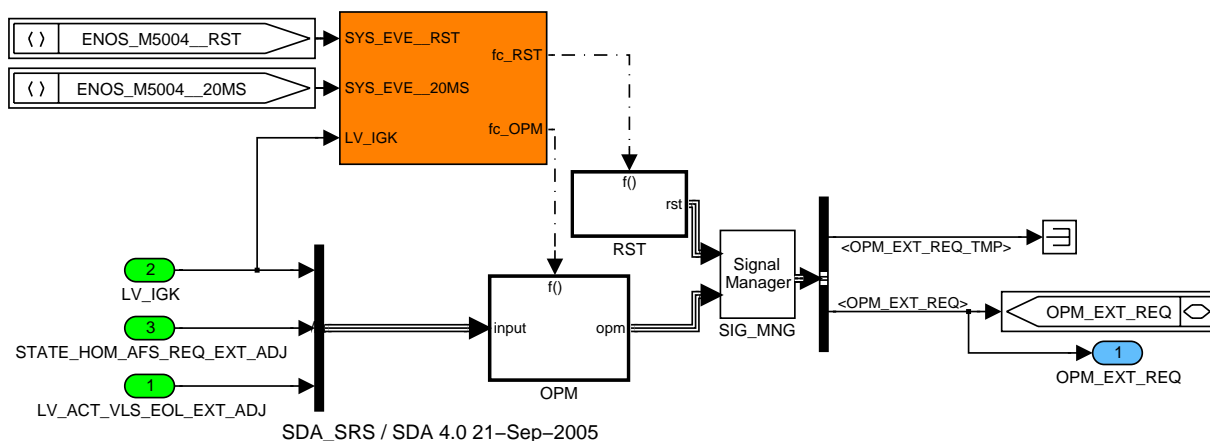 ENOS_M5004__RST
ENOS_M5004__20MS
SYS_EVE__RST
SYS_EVE__20MS
LV_IGK
fc_RST
fc_OPM
f()
rst
RST
2
LV_IGK
3
STATE_HOM_AFS_REQ_EXT_ADJ
1
LV_ACT_VLS_EOL_EXT_ADJ
f()
input
opm
OPM
Signal
Manager
SIG_MNG
<OPM_EXT_REQ_TMP>
<OPM_EXT_REQ>
OPM_EXT_REQ
1
OPM_EXT_REQ
SDA_SRS / SDA 4.0 21−Sep−2005